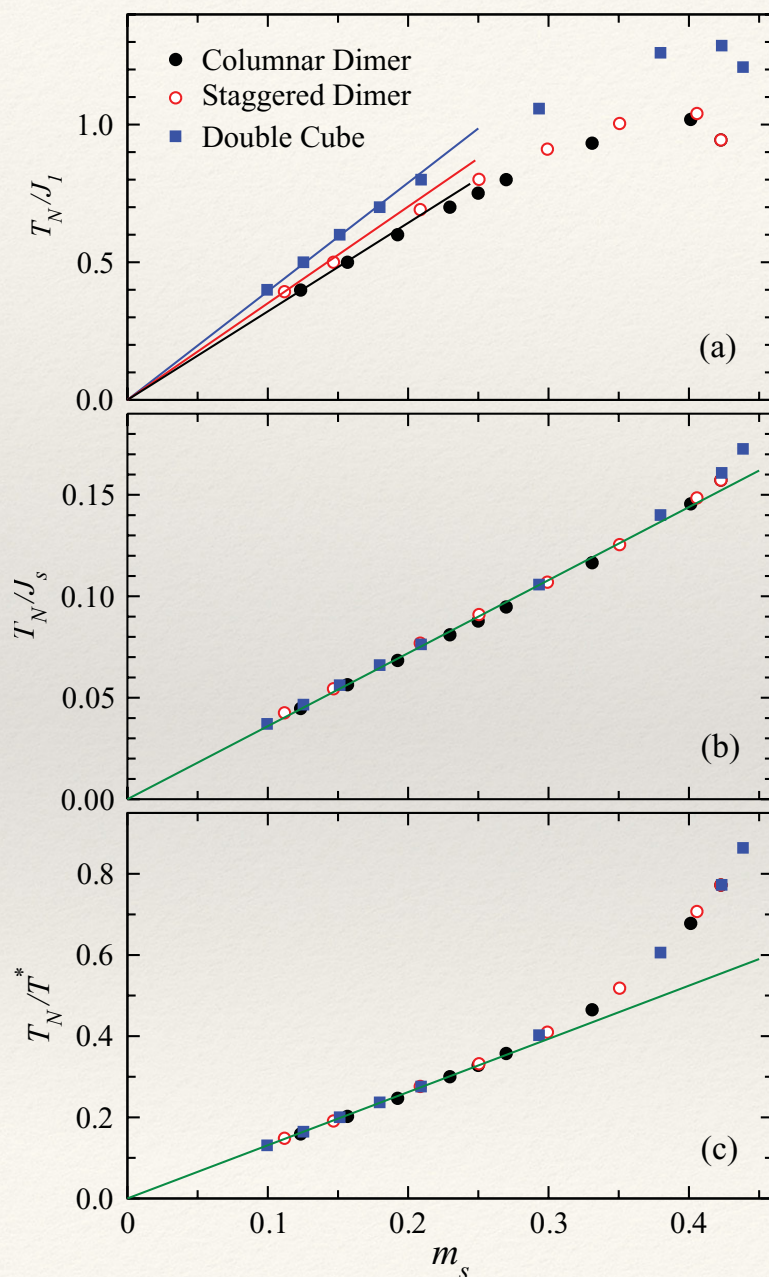 Columnar Dimer
Staggered Dimer
Double Cube
1.0
0.5
0.0
T_N/J_1
(a)
0.15
0.10
0.05
0.00
T_N/J_s
(b)
0.8
0.6
0.4
0.2
0.0
T_N/T^*
(c)
0 0.1 0.2 0.3 0.4
m_s